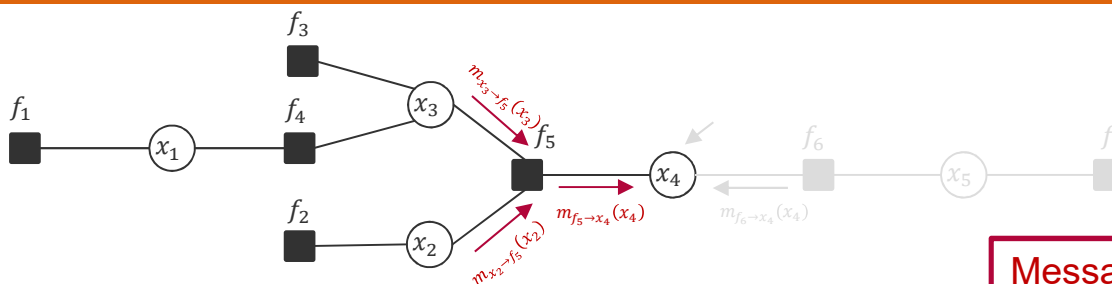 f₃
f₁
f₄
x₃
m_{x₃→f₅}(x₃)
f₅
f₆
f
x₁
x₄
x₅
f₂
x₂
m_{x₂→f₅}(x₂)
m_{f₅→x₄}(x₄)
m_{f₆→x₄}(x₄)